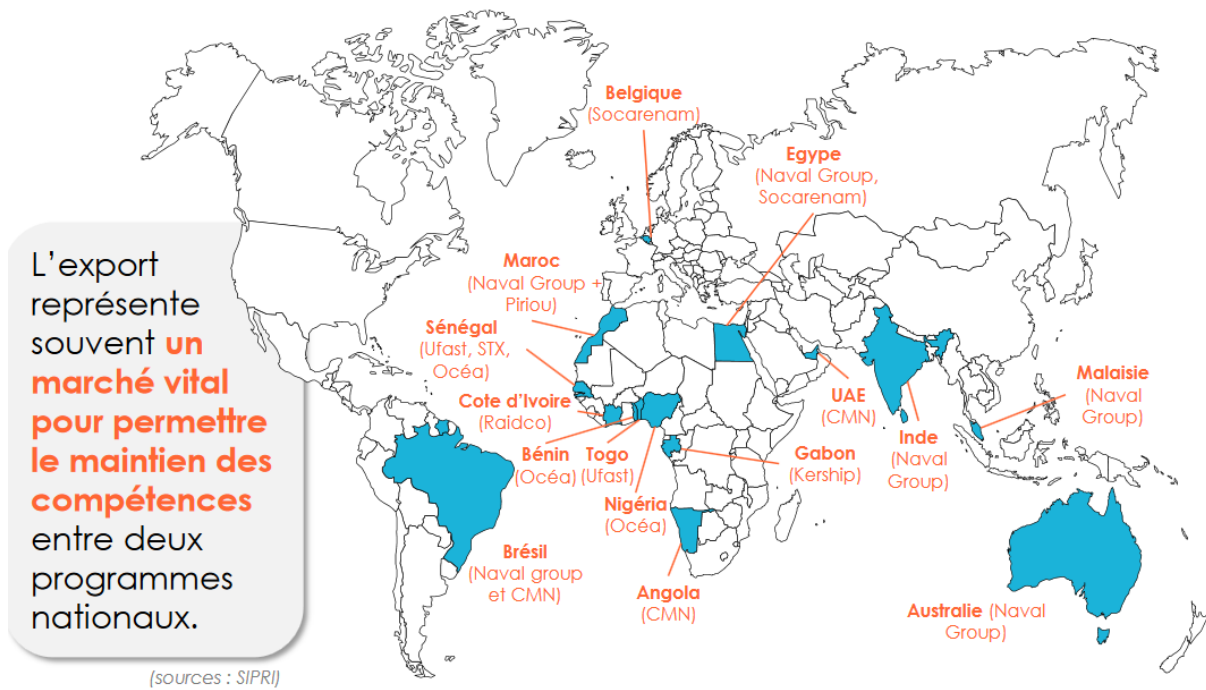 L'export
représente
souvent un
marché vital
pour permettre
le maintien des
compétences
entre deux
programmes
nationaux.
(sources : SIPRI)
Belgique
(Socarenam)
Egype
(Naval Group,
Socarenam)
Maroc
(Naval Group +
Piriou)
Sénégal
(Ufast, STX,
Océa)
Cote d'Ivoire
(Raidco)
Bénin
(Océa)
Togo
(Ufast)
Nigéria
(Océa)
Gabon
(Kership)
Angola
(CMN)
Brésil
(Naval group
et CMN)
UAE
(CMN)
Inde
(Naval
Group)
Malaisie
(Naval
Group)
Australie (Naval
Group)